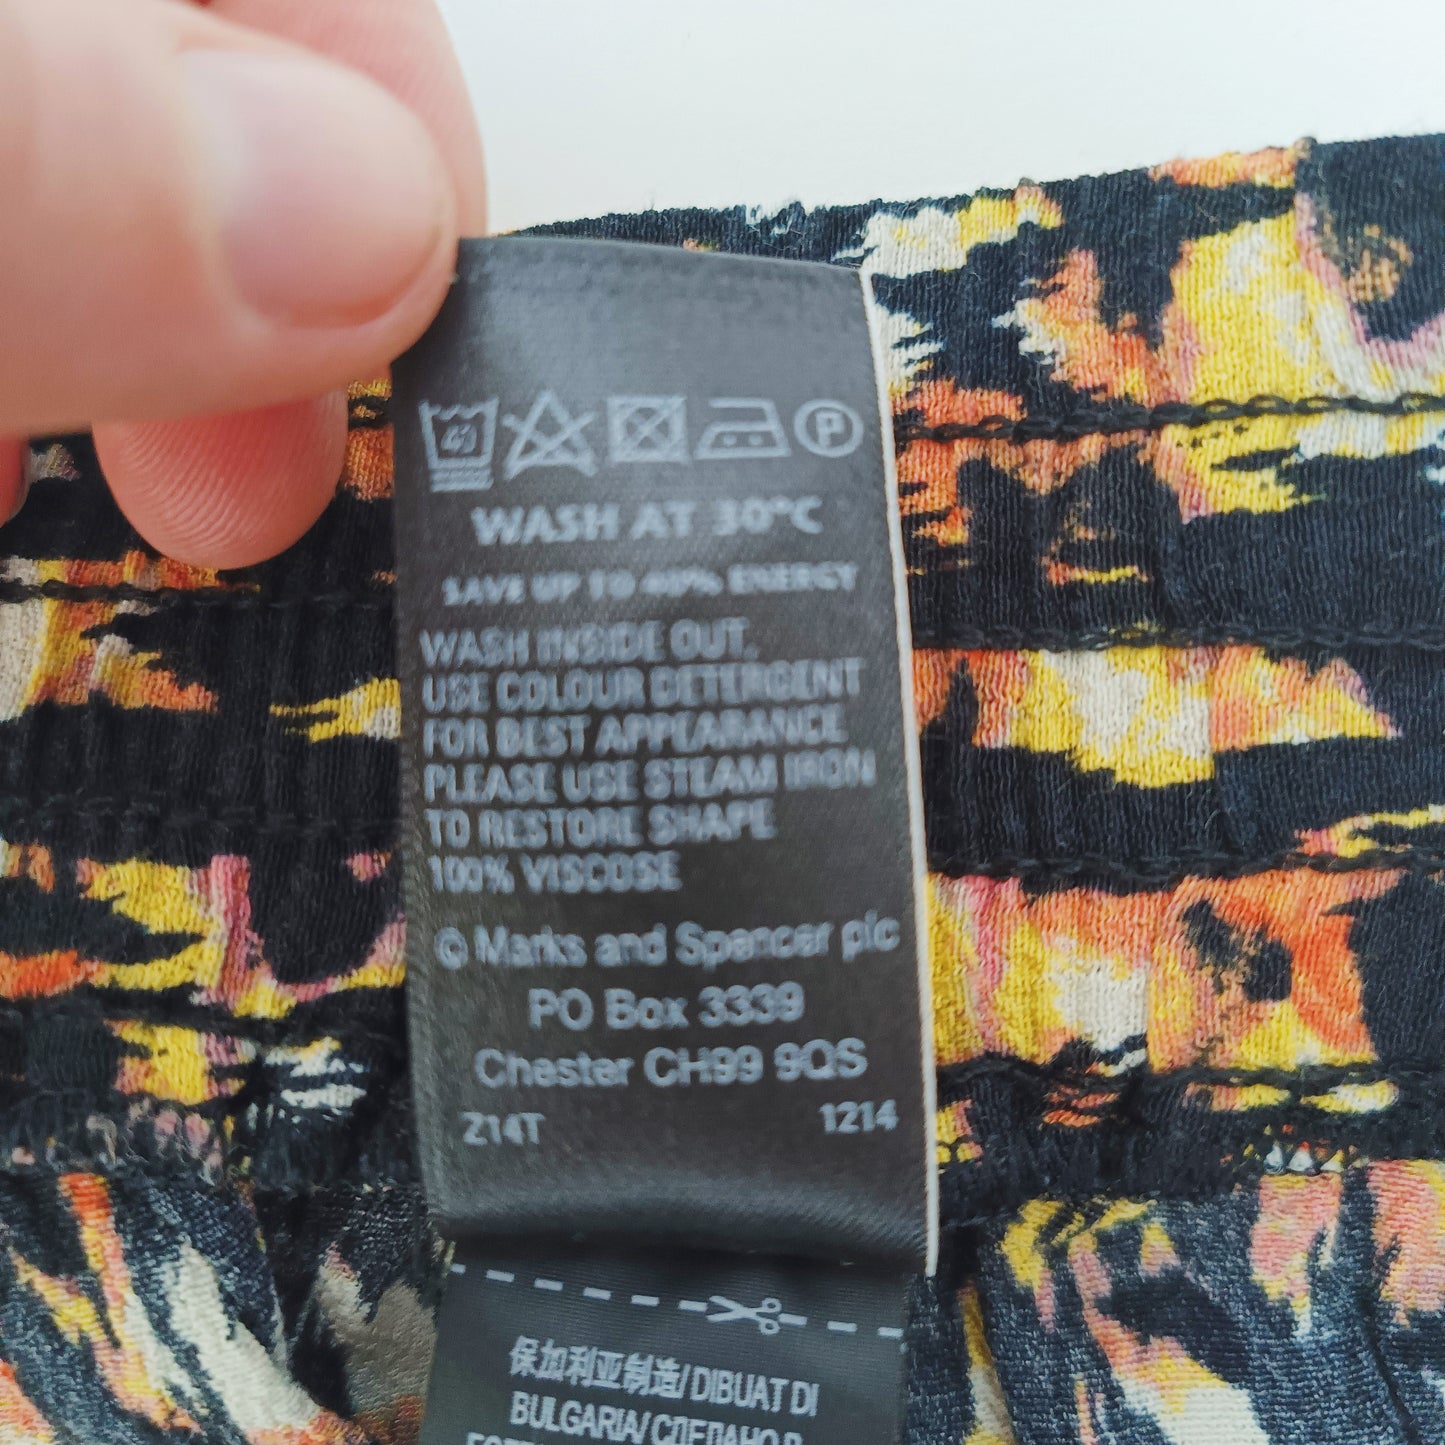 40
P
WASH AT 30°C
SAVE UP TO 40% ENERGY
WASH INSIDE OUT.
USE COLOUR DETERGENT
FOR BEST APPEARANCE
PLEASE USE STEAM IRON
TO RESTORE SHAPE
100% VISCOSE
© Marks and Spencer plc
PO Box 3339
Chester CH99 9QS
Z14T 1214
保加利亚制造/DIBUAT DI
BULGARIA/СДЕЛАНО В